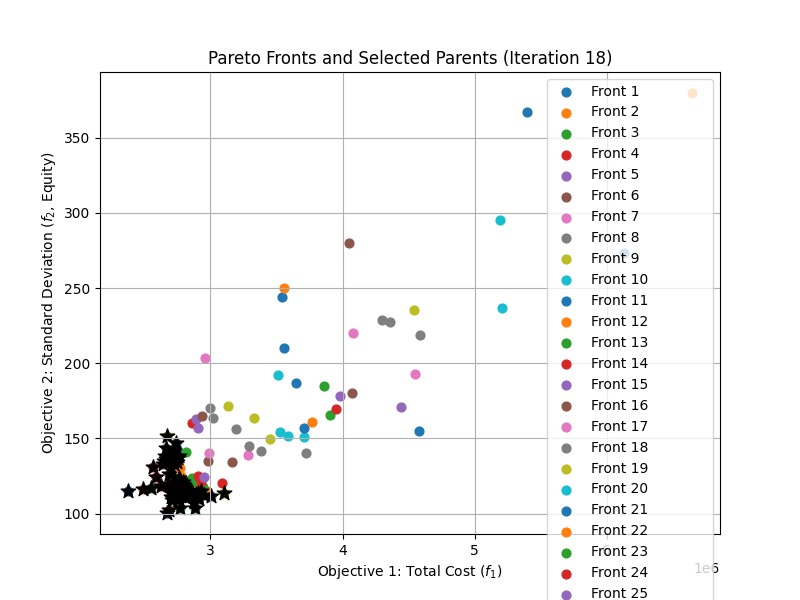 Pareto Fronts and Selected Parents (Iteration 18)
Objective 2: Standard Deviation (f2, Equity)
350
300
250
200
150
100
3
4
5
1e6
Objective 1: Total Cost (f1)
Front 1
Front 2
Front 3
Front 4
Front 5
Front 6
Front 7
Front 8
Front 9
Front 10
Front 11
Front 12
Front 13
Front 14
Front 15
Front 16
Front 17
Front 18
Front 19
Front 20
Front 21
Front 22
Front 23
Front 24
Front 25